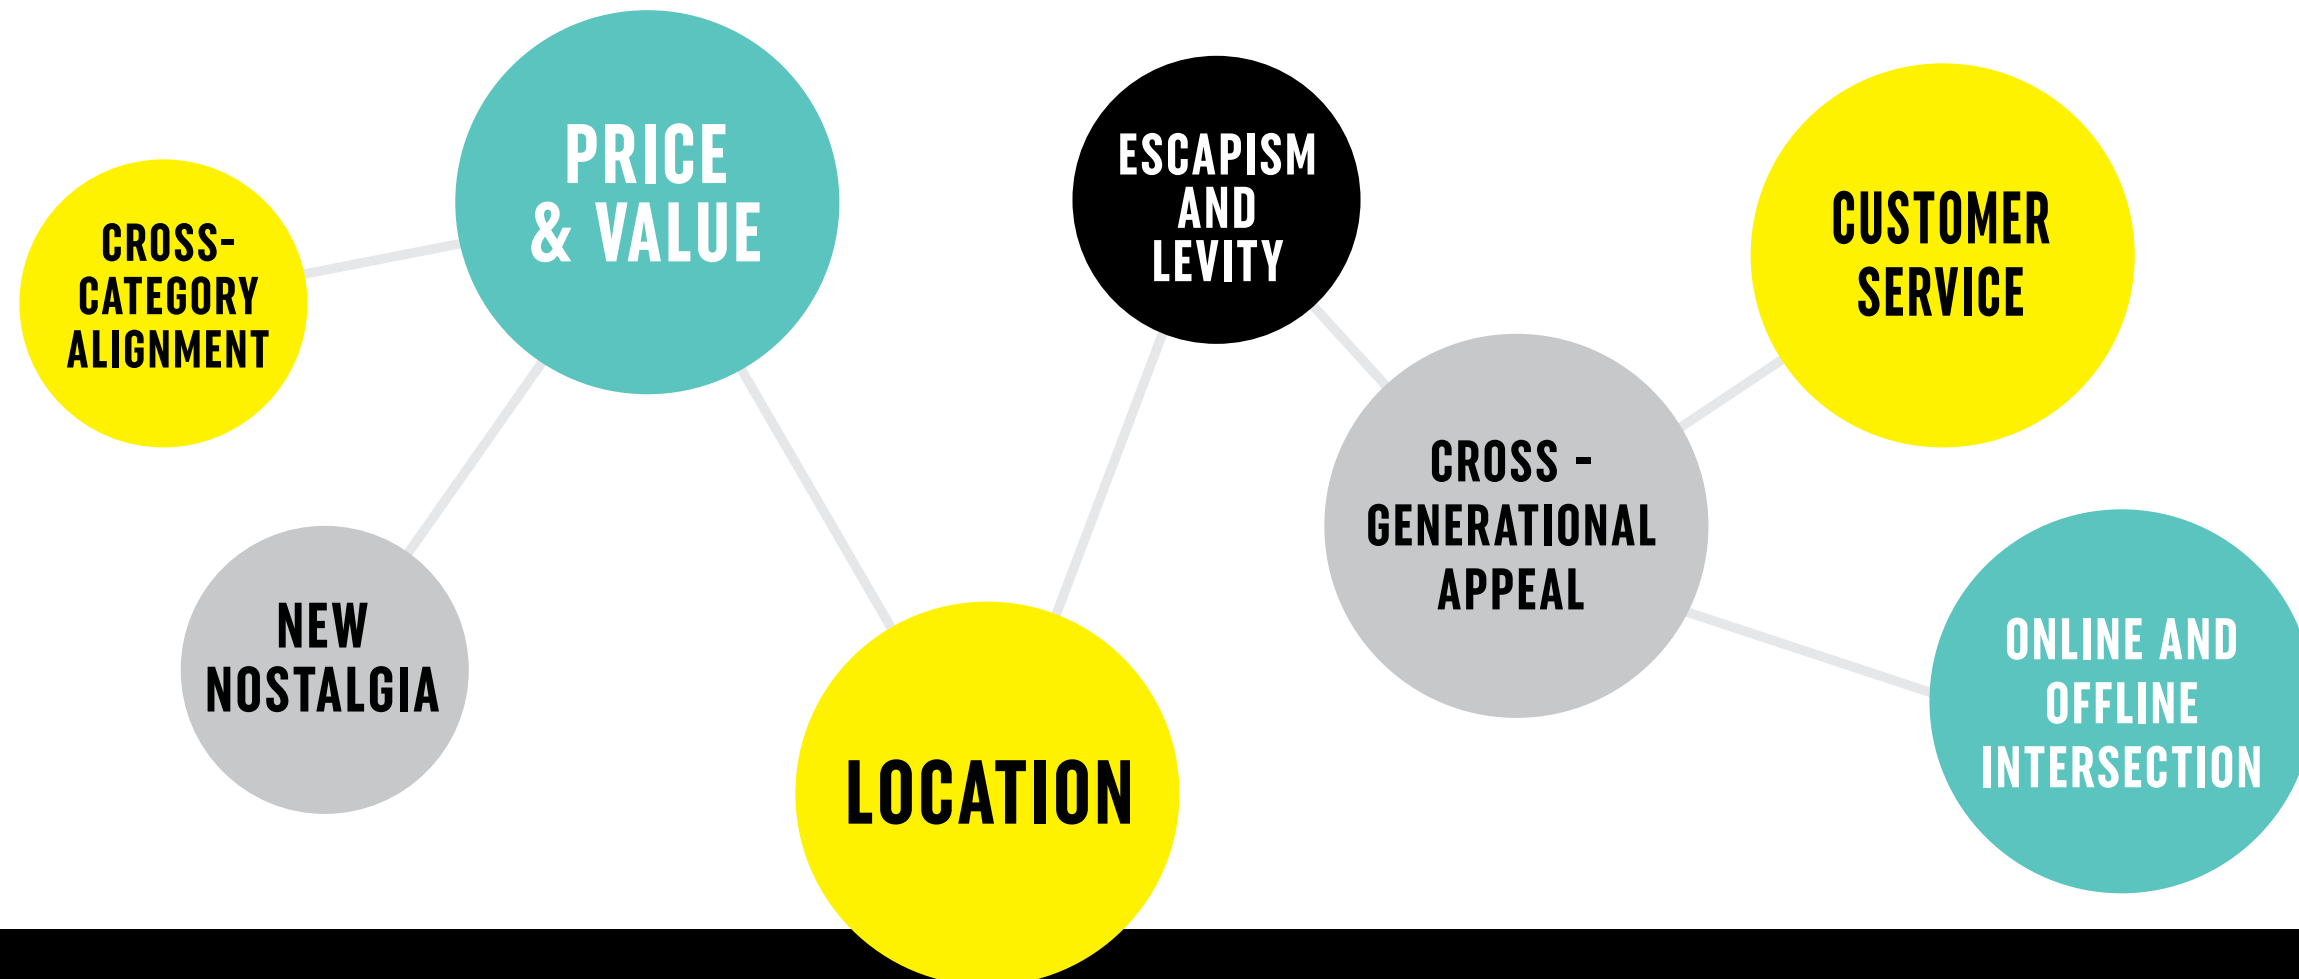 CROSS-
CATEGORY
ALIGNMENT
PRICE
& VALUE
NEW
NOSTALGIA
LOCATION
ESCAPISM
AND
LEVITY
CROSS -
GENERATIONAL
APPEAL
CUSTOMER
SERVICE
ONLINE AND
OFFLINE
INTERSECTION